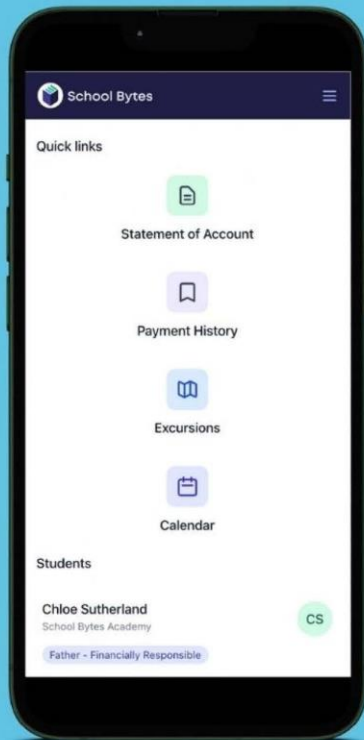 School Bytes
Quick links
Statement of Account
Payment History
Excursions
Calendar
Students
Chloe Sutherland
School Bytes Academy
CS
Father - Financially Responsible